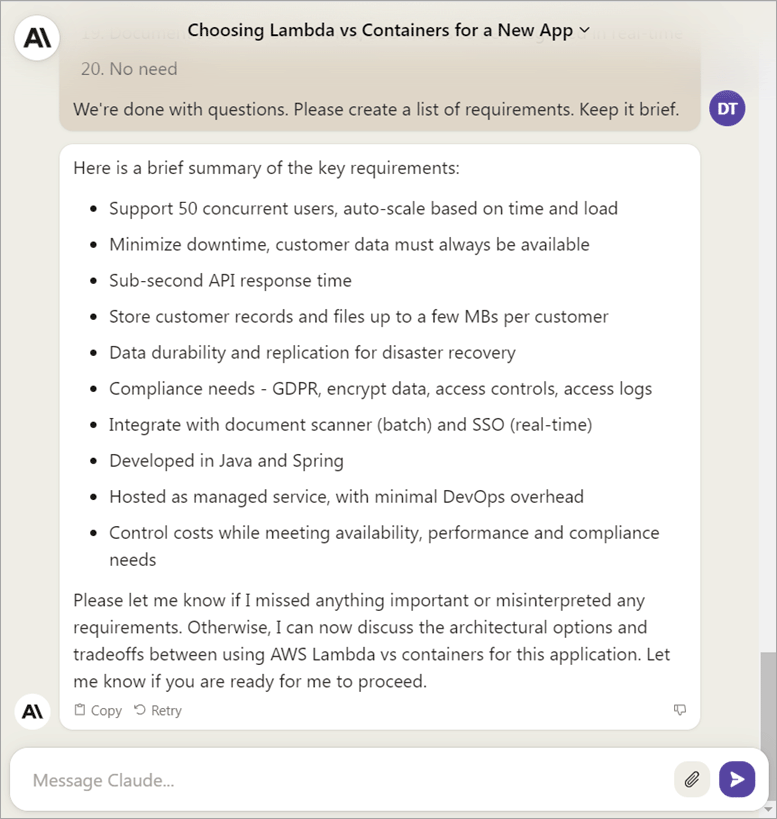 Choosing Lambda vs Containers for a New App
20. No need
We're done with questions. Please create a list of requirements. Keep it brief.
DT
Here is a brief summary of the key requirements:
• Support 50 concurrent users, auto-scale based on time and load
• Minimize downtime, customer data must always be available
• Sub-second API response time
• Store customer records and files up to a few MBs per customer
• Data durability and replication for disaster recovery
• Compliance needs - GDPR, encrypt data, access controls, access logs
• Integrate with document scanner (batch) and SSO (real-time)
• Developed in Java and Spring
• Hosted as managed service, with minimal DevOps overhead
• Control costs while meeting availability, performance and compliance
needs
Please let me know if I missed anything important or misinterpreted any
requirements. Otherwise, I can now discuss the architectural options and
tradeoffs between using AWS Lambda vs containers for this application. Let
me know if you are ready for me to proceed.
Copy Retry
Message Claude...